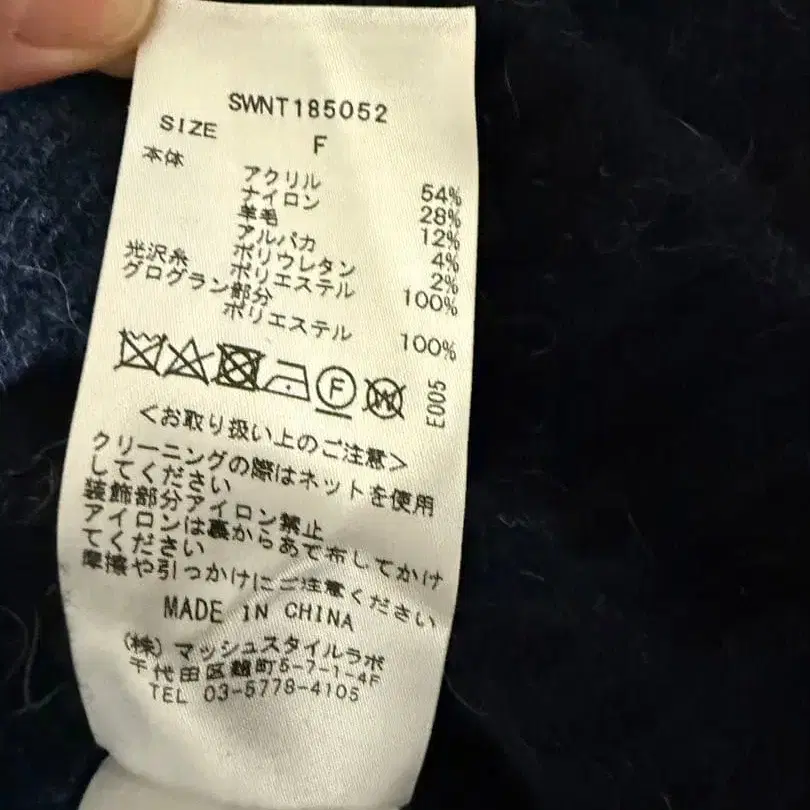 SWNT185052
SIZE F
本体
アクリル 54%
ナイロン 28%
羊毛 12%
アルパカ 4%
ポリウレタン 2%
光沢糸 ポリエステル 100%
グログラン部分
ポリエステル 100%
F W E005
<お取り扱い上のご注意>
クリーニングの際はネットを使用
してください
装飾部分アイロン禁止
アイロンは裏からあて布してかけ
てください
摩擦や引っかけにご注意ください
MADE IN CHINA
(株)マッシュスタイルラボ
千代田区麹町5-7-1-4F
TEL 03-5778-4105